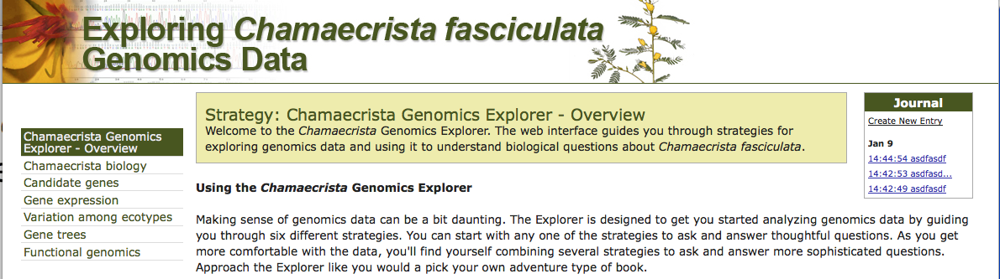 Exploring Chamaecrista fasciculata
Genomics Data
Chamaecrista Genomics
Explorer - Overview
Chamaecrista biology
Candidate genes
Gene expression
Variation among ecotypes
Gene trees
Functional genomics
Strategy: Chamaecrista Genomics Explorer - Overview
Welcome to the Chamaecrista Genomics Explorer. The web interface guides you through strategies for
exploring genomics data and using it to understand biological questions about Chamaecrista fasciculata.
Using the Chamaecrista Genomics Explorer
Making sense of genomics data can be a bit daunting. The Explorer is designed to get you started analyzing genomics data by guiding
you through six different strategies. You can start with any one of the strategies to ask and answer thoughtful questions. As you get
more comfortable with the data, you'll find yourself combining several strategies to ask and answer more sophisticated questions.
Approach the Explorer like you would a pick your own adventure type of book.
Journal
Create New Entry
Jan 9
14:44:54 asdfasdf
14:42:53 asdfasd...
14:42:49 asdfasdf